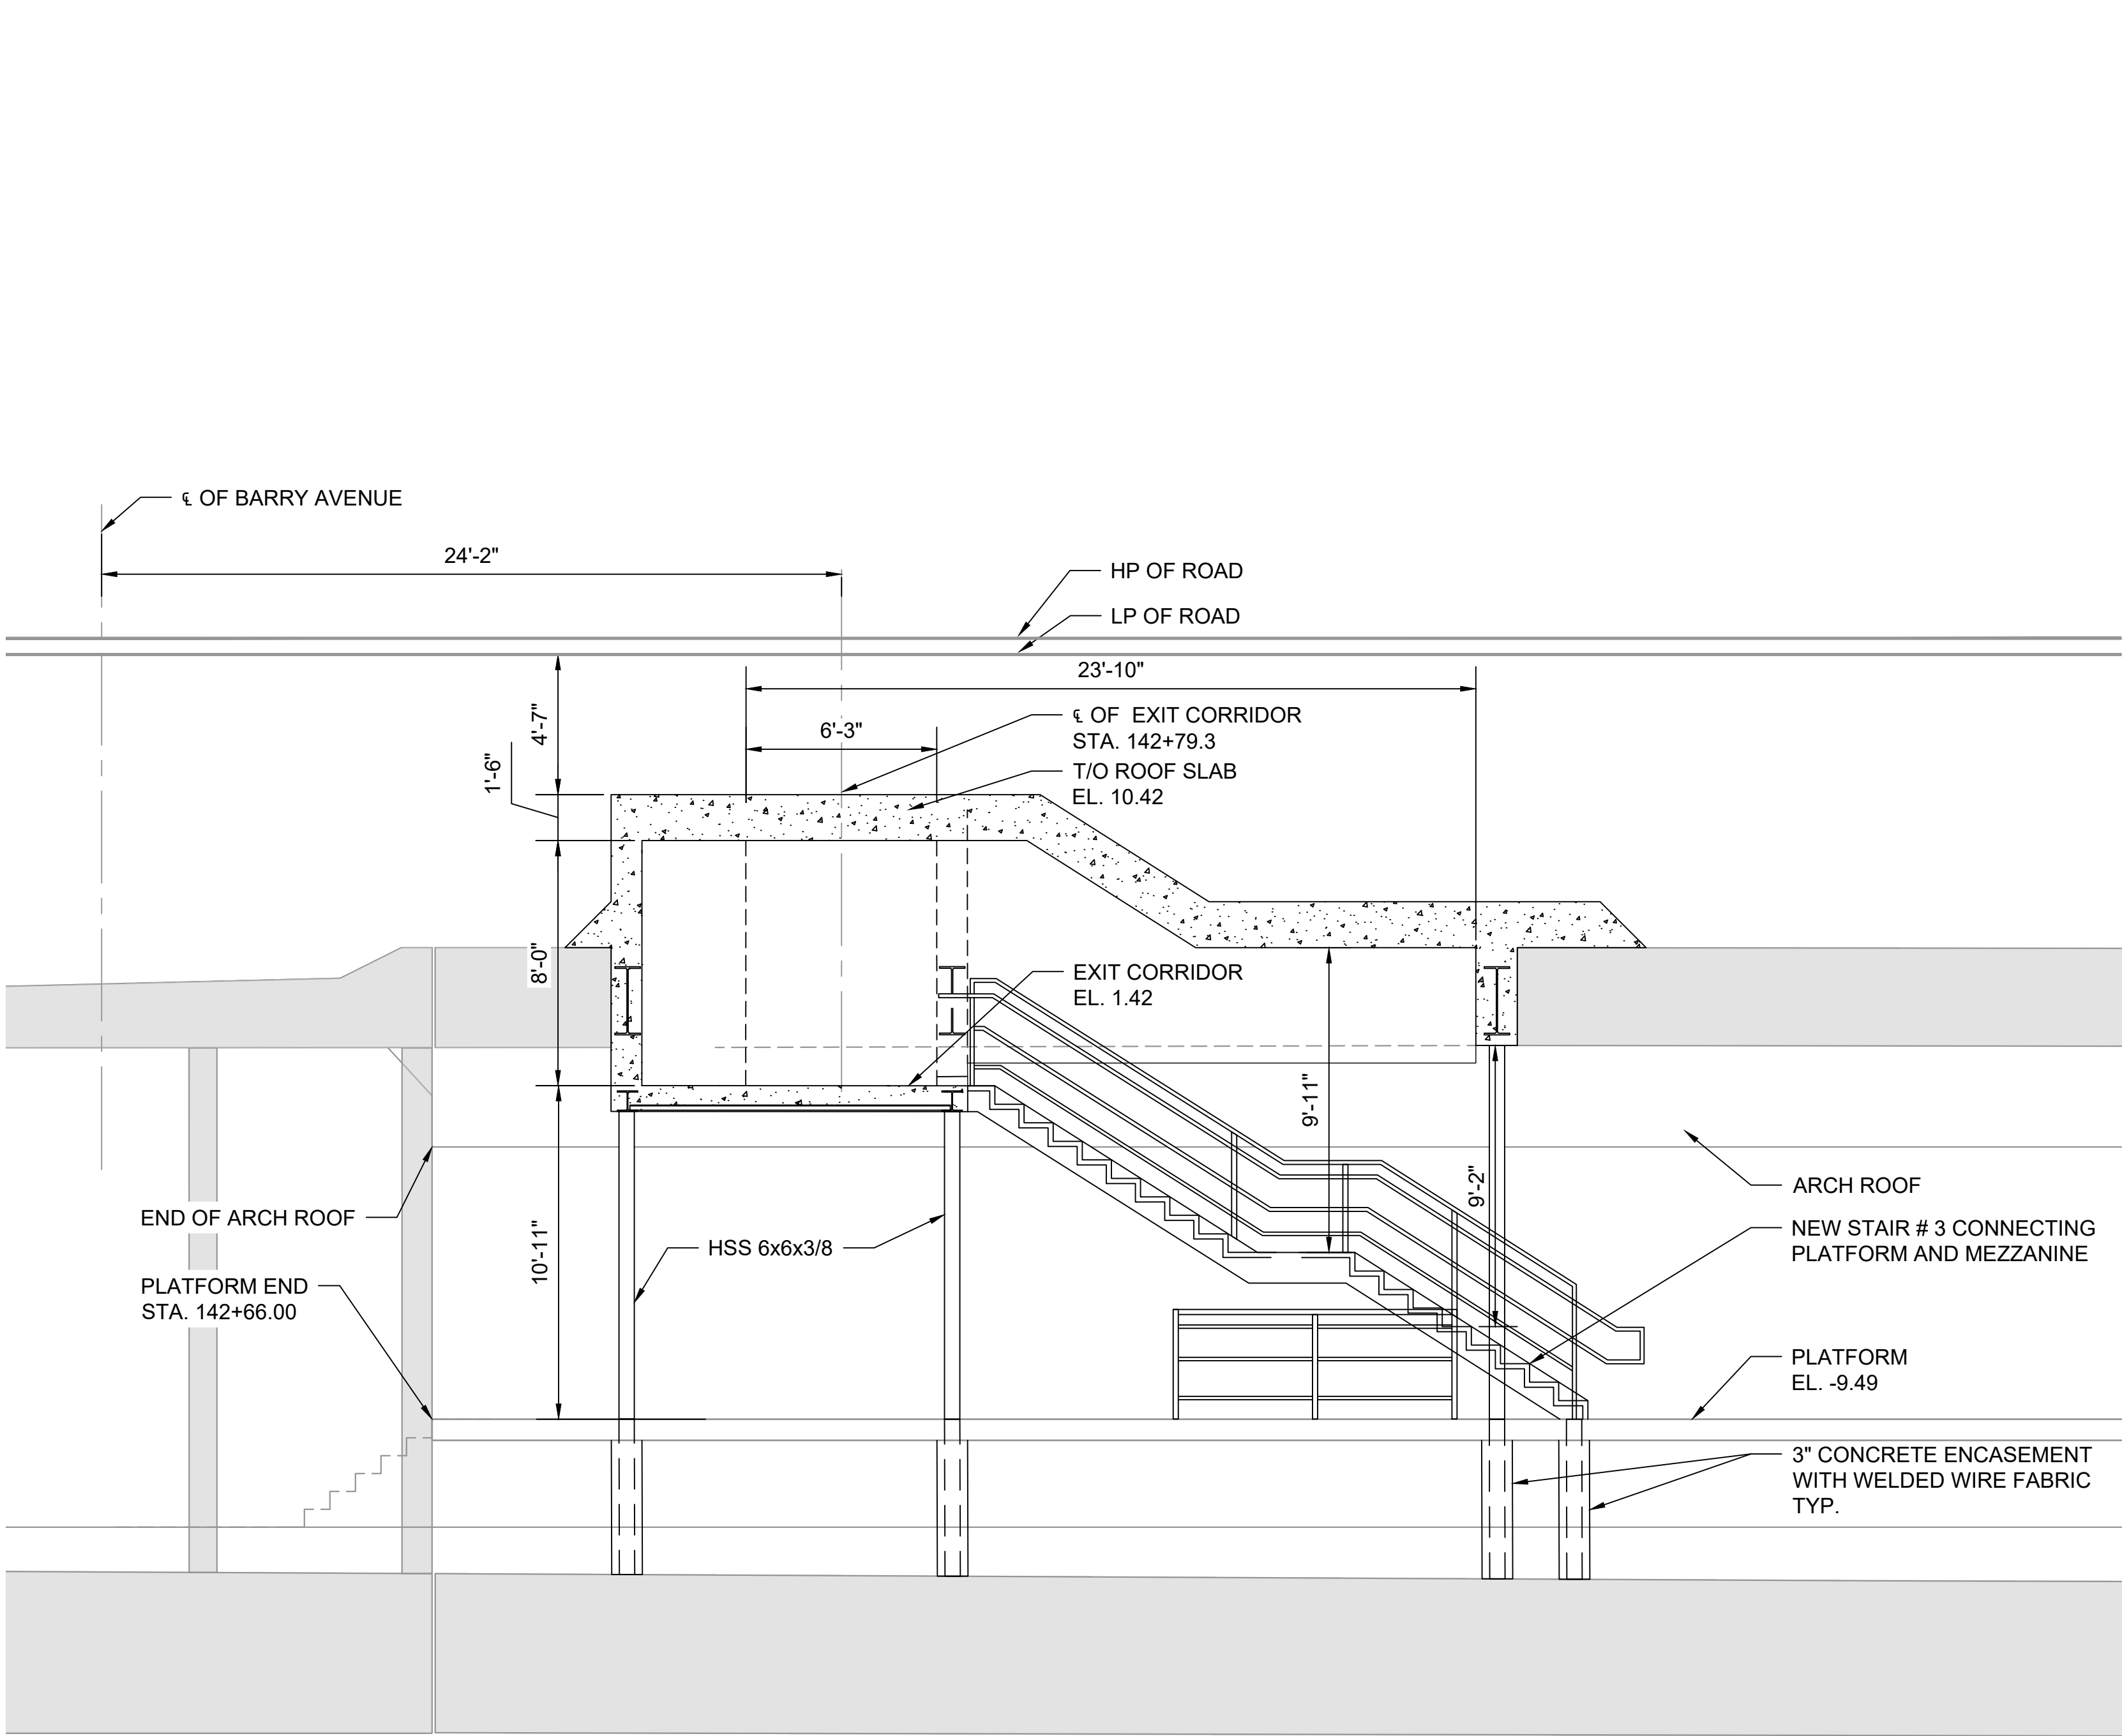 ℄ OF BARRY AVENUE
24'-2"
HP OF ROAD
LP OF ROAD
23'-10"
4'-7"
6'-3"
℄ OF  EXIT CORRIDOR
STA. 142+79.3
1'-6"
T/O ROOF SLAB
EL. 10.42
8'-0"
EXIT CORRIDOR
EL. 1.42
9'-11"
9'-2"
ARCH ROOF
END OF ARCH ROOF
NEW STAIR # 3 CONNECTING
PLATFORM AND MEZZANINE
10'-11"
HSS 6x6x3/8
PLATFORM END
STA. 142+66.00
PLATFORM
EL. -9.49
3" CONCRETE ENCASEMENT
WITH WELDED WIRE FABRIC
TYP.